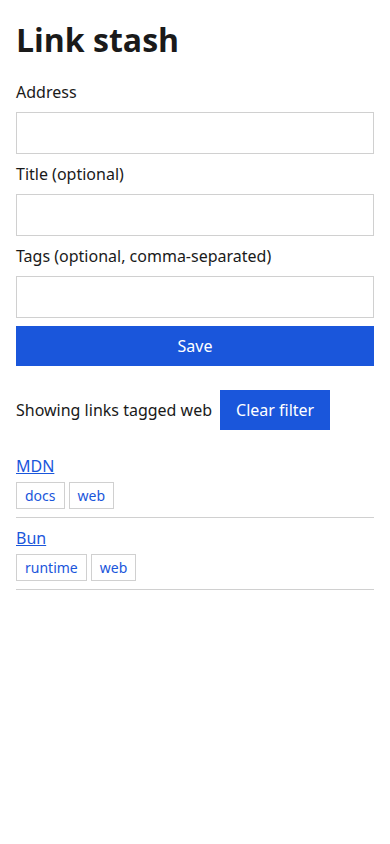 Link stash
Address
Title (optional)
Tags (optional, comma-separated)
Save
Showing links tagged web Clear filter
MDN
docs web
Bun
runtime web